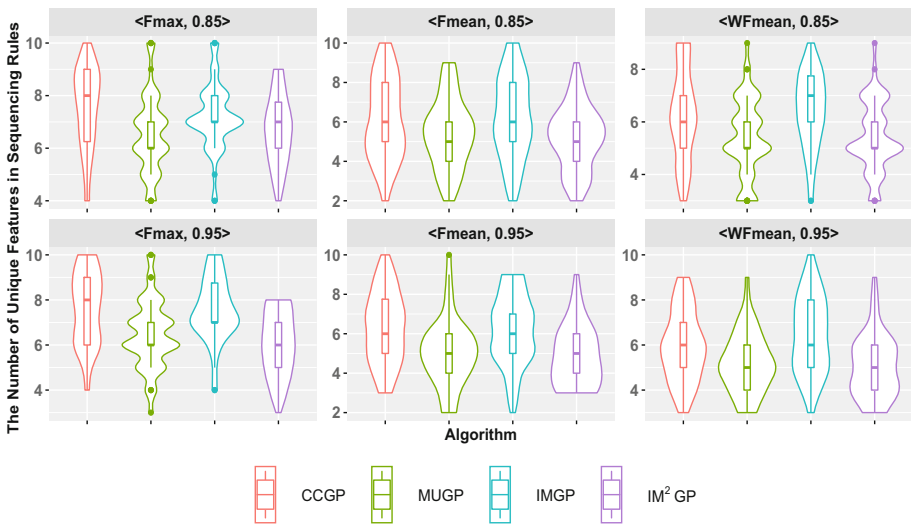 <Fmax, 0.85>
<Fmean, 0.85>
<WFmean, 0.85>
10
8
6
4
10
8
6
4
2
8
6
4
<Fmax, 0.95>
<Fmean, 0.95>
<WFmean, 0.95>
10
8
6
4
10
8
6
4
2
10
8
6
4
The Number of Unique Features in Sequencing Rules
Algorithm
CCGP
MUGP
IMGP
IM² GP